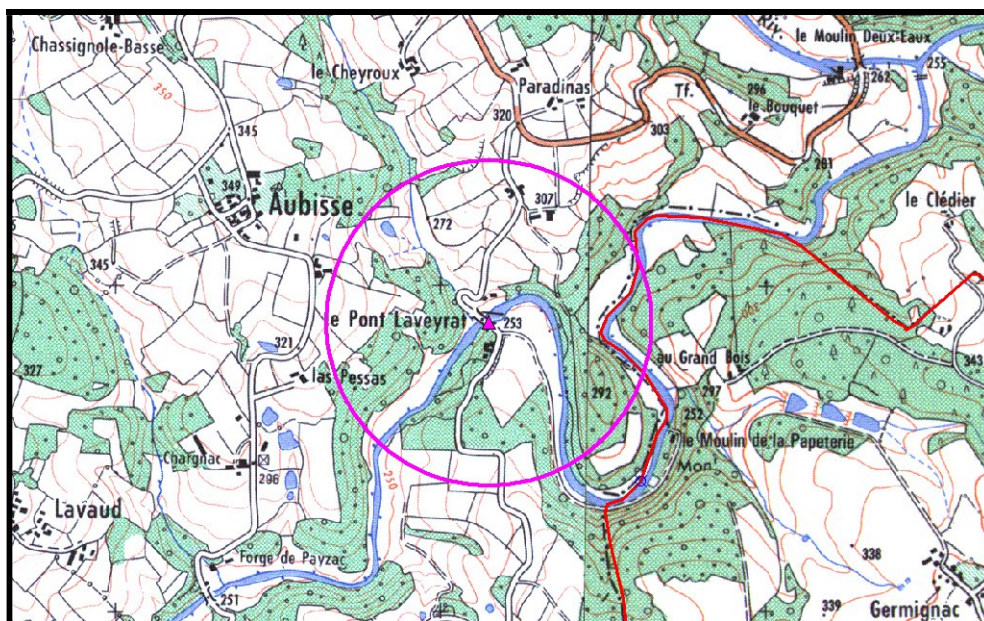 Chassignole-Basse
le Cheyroux
Paradinas
Riv.
le Moulin Deux-Eaux
255
262
350
345
320
Tf.
296
le Bouquet
303
281
349
Aubisse
307
272
le Clédier
345
e Pont Laveyrat
253
321
327
las Pessas
au Grand Bois
343
292
297
252
le Moulin de la Papeterie
Mon.
Chargnac
296
250
Lavaud
Forge de Payzac
251
338
339
Germignac